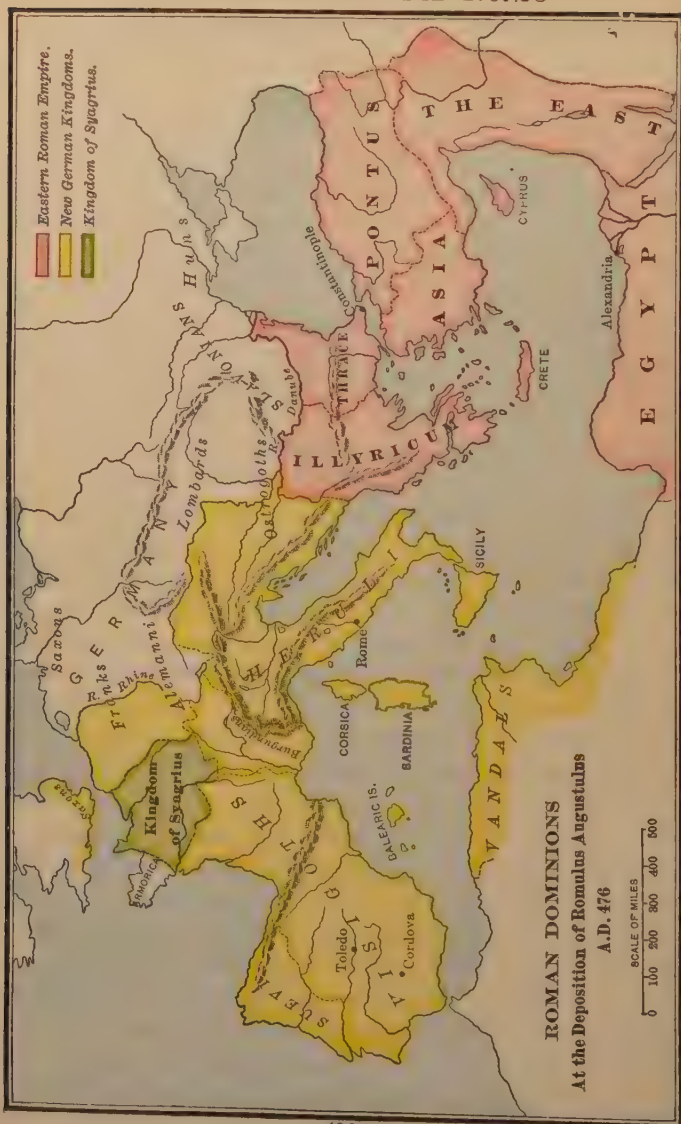 Eastern Roman Empire.
New German Kingdoms.
Kingdom of Syagrius.
Saxons
GERMANY
Franks
R. Rhine
Alemanni
Lombards
SLAVONIANS
Huns
Saxons
ARMORICA
Kingdom
of Syagrius
Burgundians
Ostrogoths
R. Danube
HERULI
Rome
CORSICA
SARDINIA
SICILY
BALEARIC IS.
VISIGOTHS
Toledo
Cordova
SUEVI
VANDALS
ILLYRICUM
THRACE
Constantinople
PONTUS
ASIA
THE EAST
CYPRUS
CRETE
Alexandria
EGYPT
ROMAN DOMINIONS
At the Deposition of Romulus Augustulus
A.D. 476
SCALE OF MILES
0 100 200 300 400 500